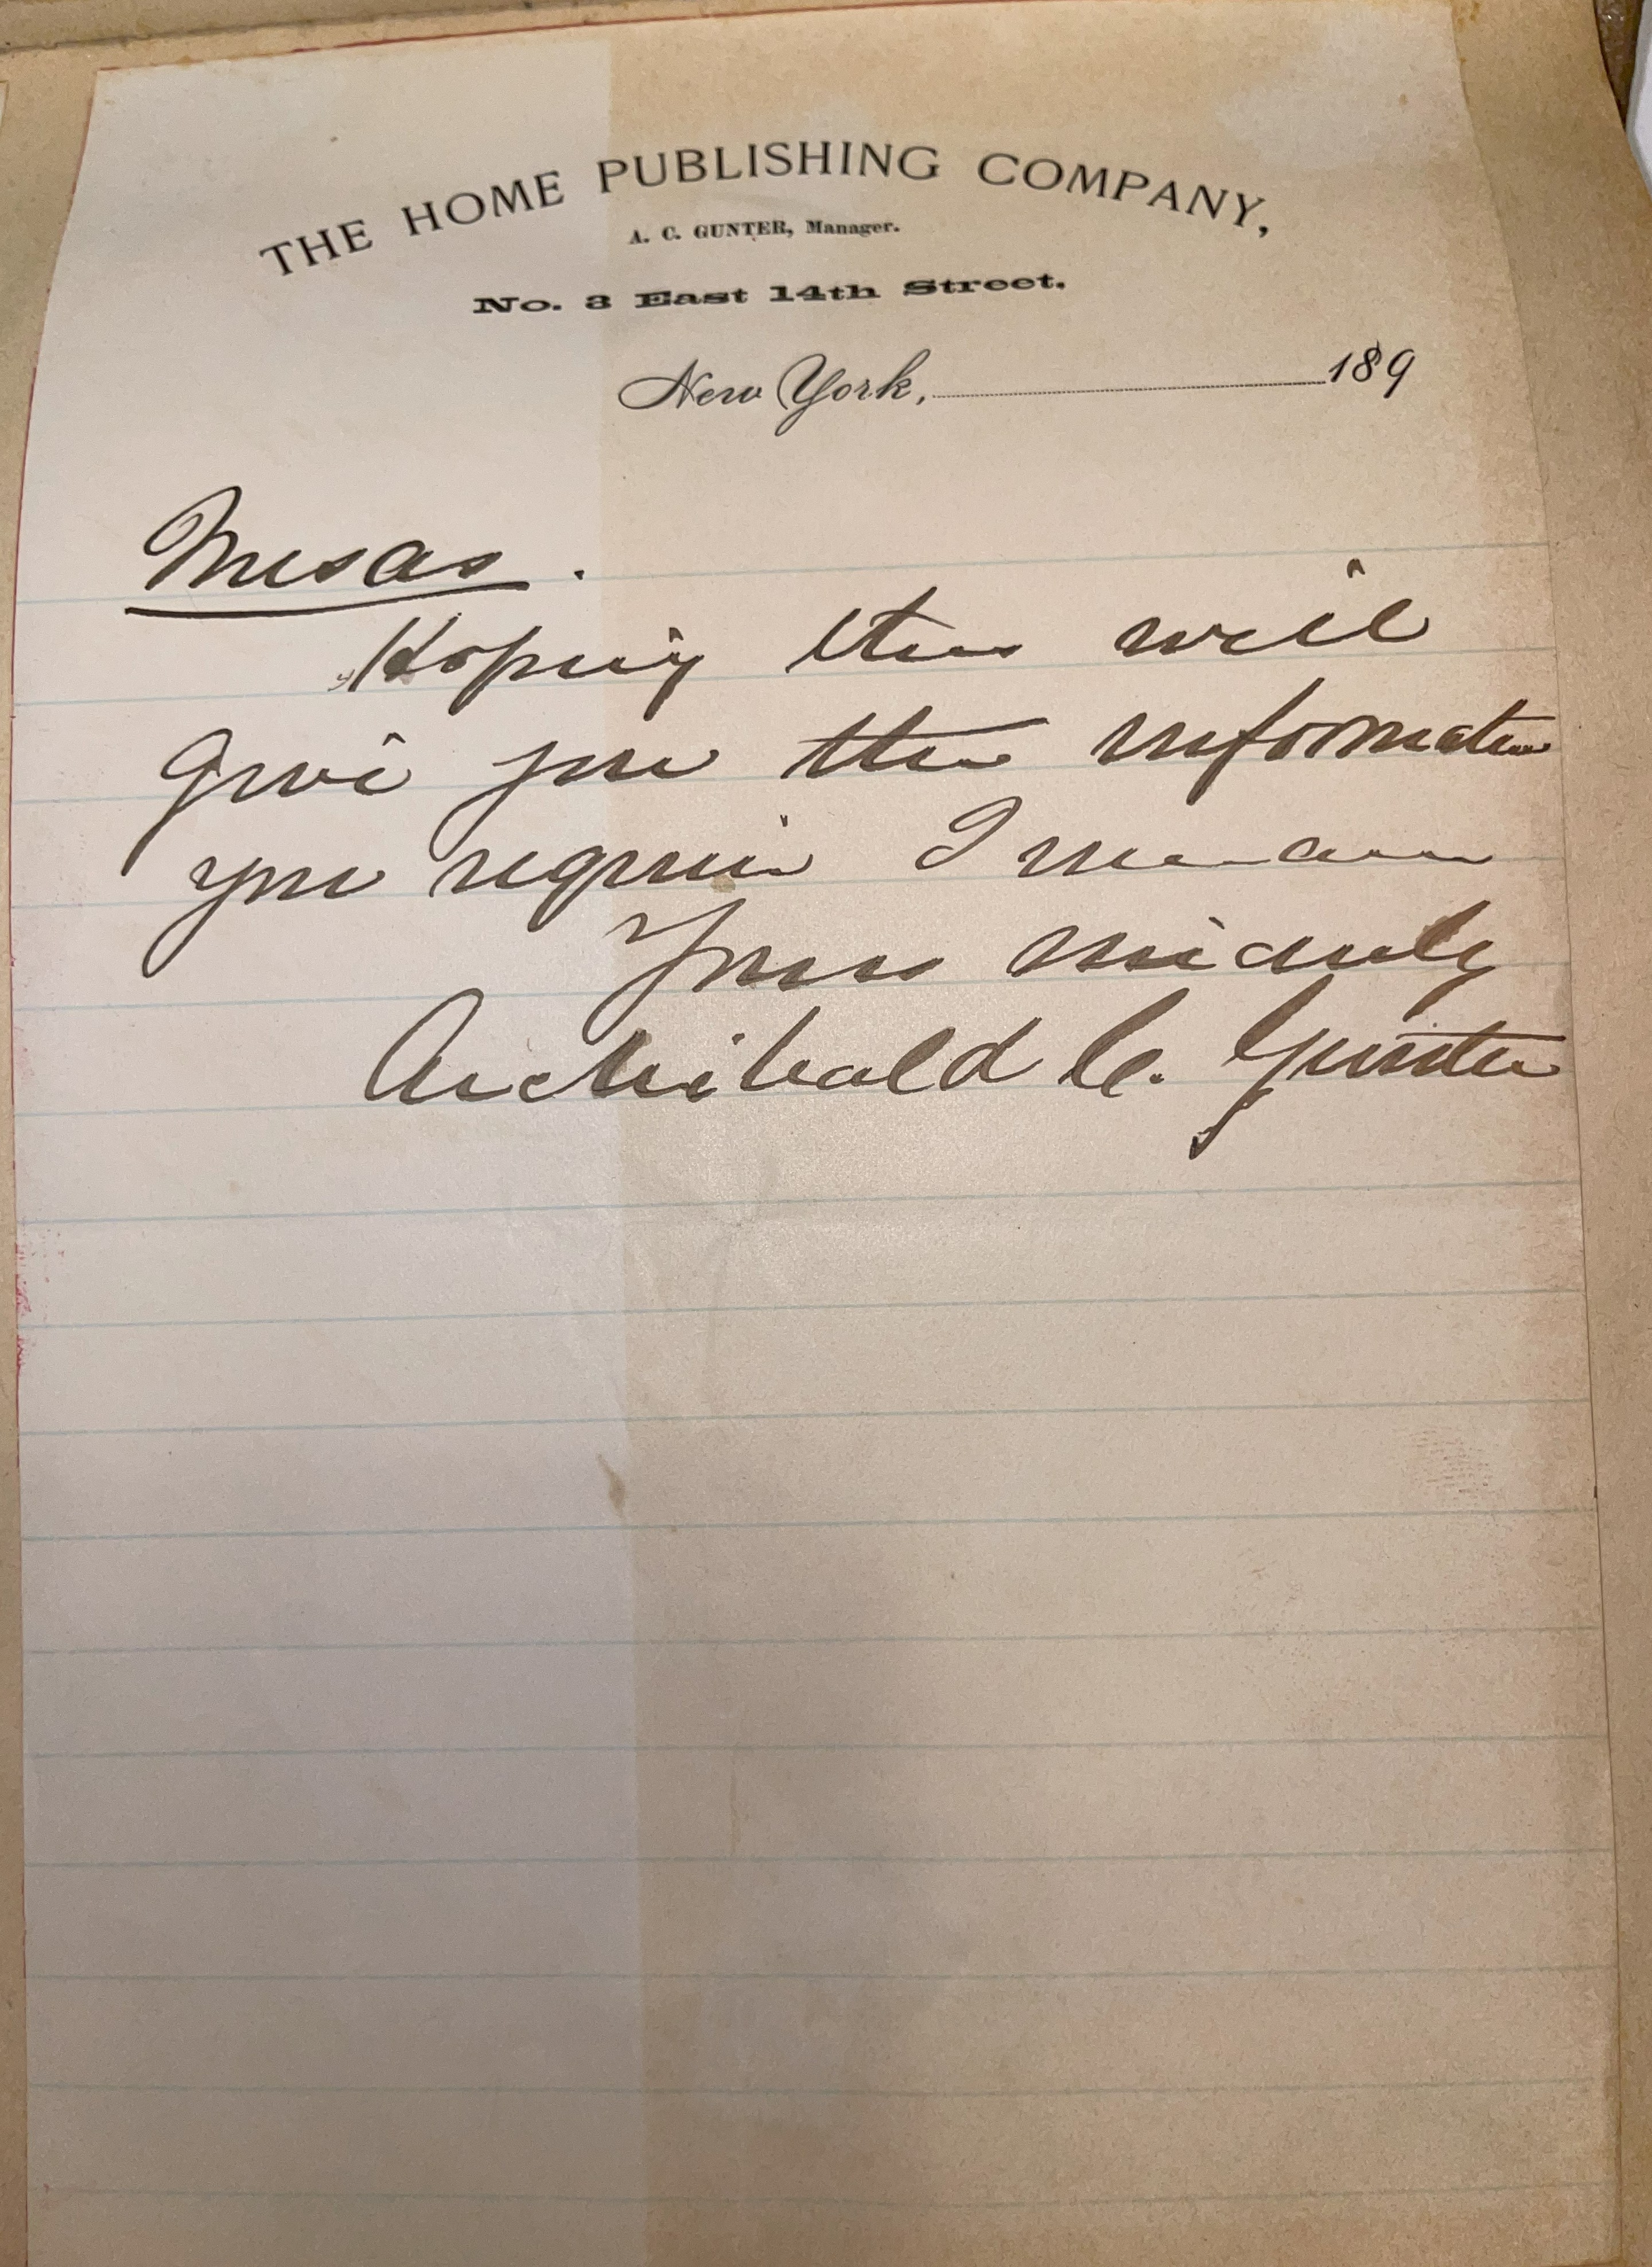 THE HOME PUBLISHING COMPANY,
A. C. GUNTER, Manager.
No. 3 East 14th Street.
New York, 189
Hoping this will
give you the information
you require I remain
Yours sincerely
Archibald C. Gunter